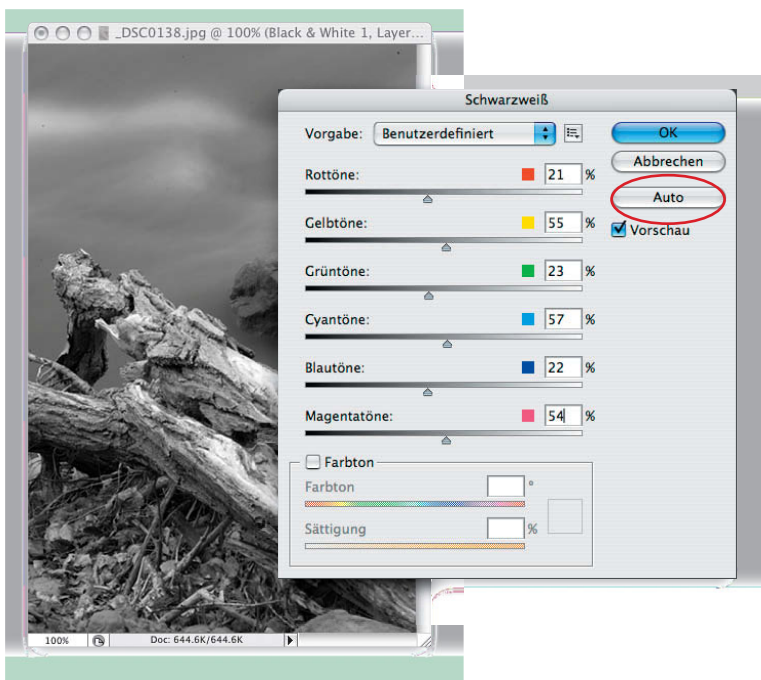 _DSC0138.jpg @ 100% (Black & White 1, Layer...
Schwarzweiß
Vorgabe: Benutzerdefiniert
OK
Abbrechen
Auto
Vorschau
Rottöne: 21 %
Gelbtöne: 55 %
Grüntöne: 23 %
Cyantöne: 57 %
Blautöne: 22 %
Magentatöne: 54 %
Farbton
Farbton °
Sättigung %
100% Doc: 644.6K/644.6K